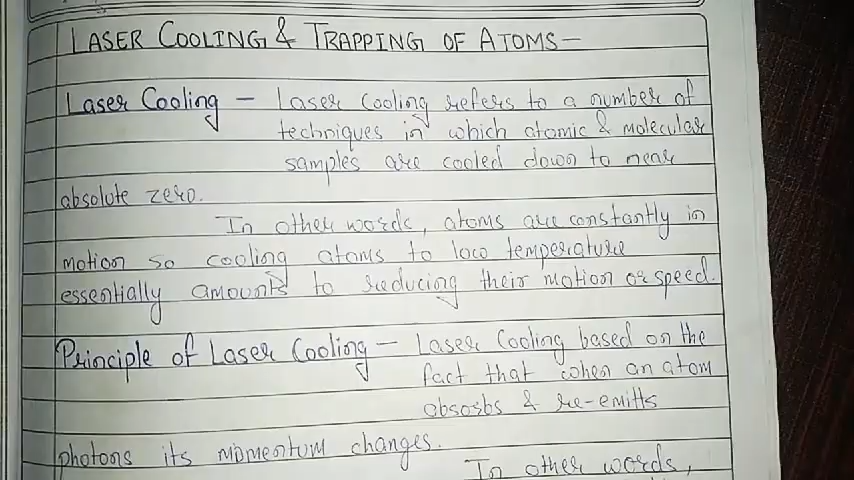 LASER COOLING & TRAPPING OF ATOMS—
Laser Cooling — Laser Cooling refers to a number of
techniques in which atomic & molecular
samples are cooled down to near
absolute zero.
In other words, atoms are constantly in
motion so cooling atoms to low temperature
essentially amounts to reducing their motion or speed.
Principle of Laser Cooling — Laser Cooling based on the
fact that when an atom
absorbs & re-emitts
photons its momentum changes.
In other words,